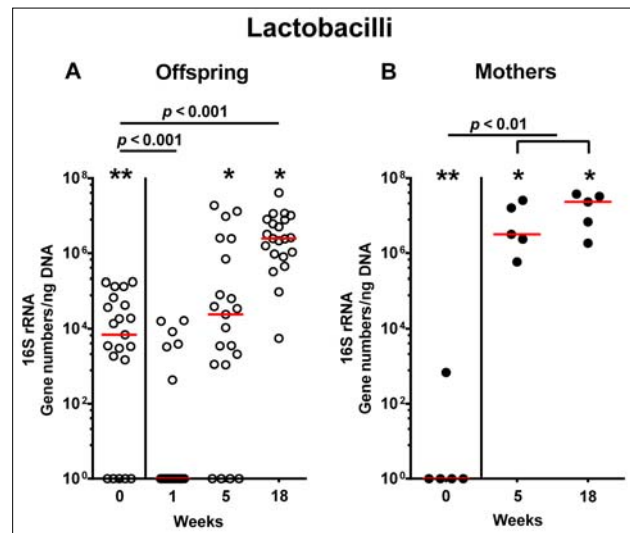 Lactobacilli
A Offspring
p < 0.001
p < 0.001
** * *
16S rRNA
Gene numbers/ng DNA
10⁸
10⁶
10⁴
10²
10⁰
0 1 5 18
Weeks
B Mothers
p < 0.01
** * *
16S rRNA
Gene numbers/ng DNA
10⁸
10⁶
10⁴
10²
10⁰
0 5 18
Weeks